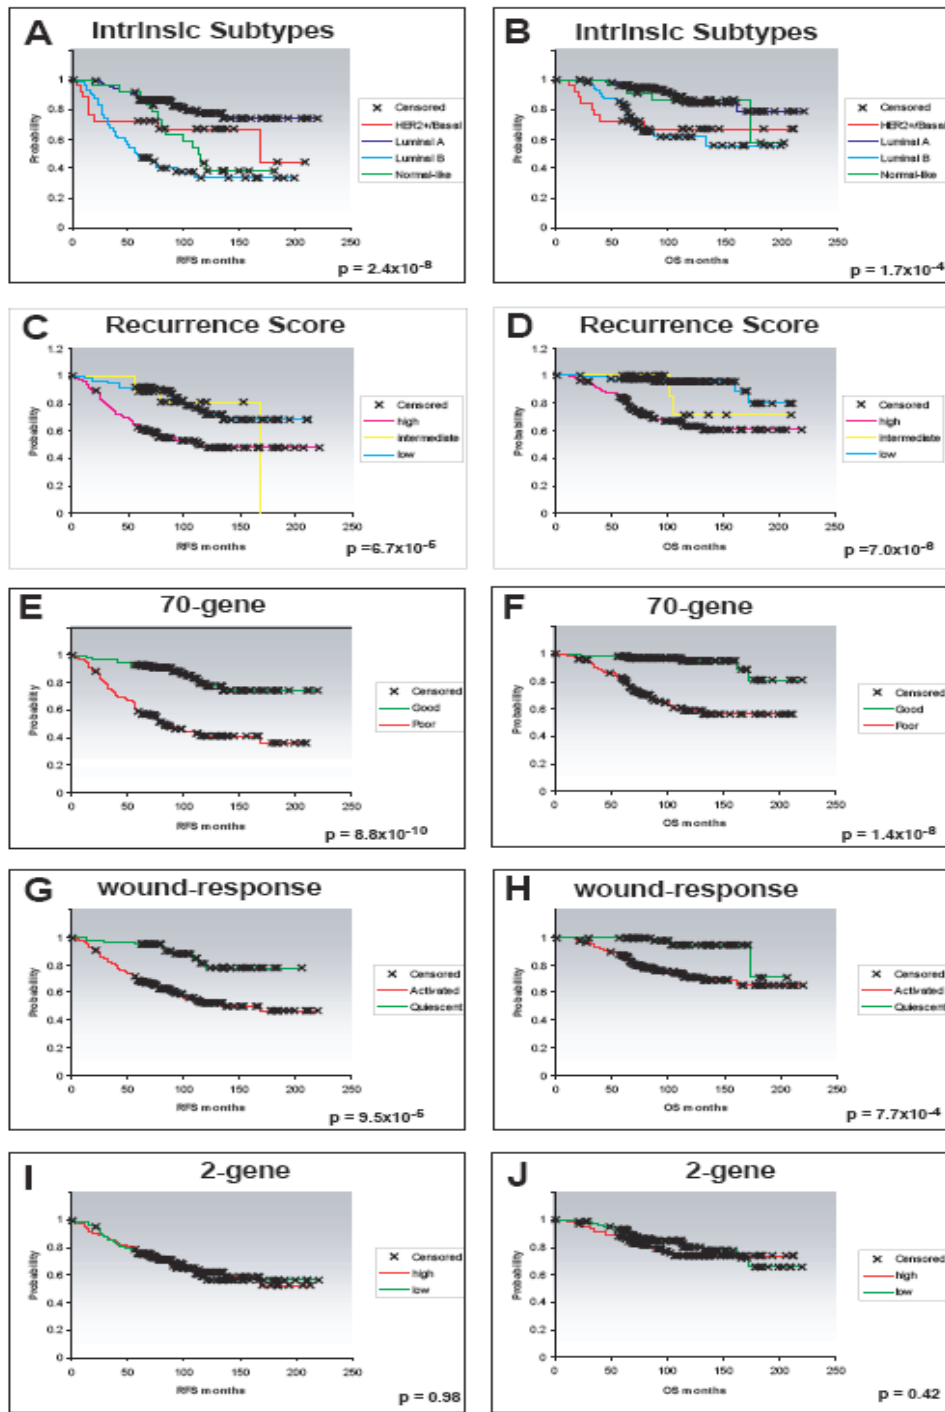 A Intrinsic Subtypes
Probability
1
0.8
0.6
0.4
0.2
0
0 50 100 150 200 250
RFS months
Censored
HER2+/Basal
Luminal A
Luminal B
Normal-like
p = 2.4x10-8
B Intrinsic Subtypes
Probability
1
0.8
0.6
0.4
0.2
0
0 50 100 150 200 250
OS months
Censored
HER2+/Basal
Luminal A
Luminal B
Normal-like
p = 1.7x10-4
C Recurrence Score
Probability
1.2
1
0.8
0.6
0.4
0.2
0
0 50 100 150 200 250
RFS months
Censored
high
intermediate
low
p =6.7x10-5
D Recurrence Score
Probability
1.2
1
0.8
0.6
0.4
0.2
0
0 50 100 150 200 250
OS months
Censored
high
intermediate
low
p =7.0x10-6
E 70-gene
Probability
1
0.8
0.6
0.4
0.2
0
0 50 100 150 200 250
RFS months
Censored
Good
Poor
p = 8.8x10-10
F 70-gene
Probability
1
0.8
0.6
0.4
0.2
0
0 50 100 150 200 250
OS months
Censored
Good
Poor
p = 1.4x10-8
G wound-response
Probability
1
0.8
0.6
0.4
0.2
0
0 50 100 150 200 250
RFS months
Censored
Activated
Quiescent
p = 9.5x10-5
H wound-response
Probability
1
0.8
0.6
0.4
0.2
0
0 50 100 150 200 250
OS months
Censored
Activated
Quiescent
p = 7.7x10-4
I 2-gene
Probability
1
0.8
0.6
0.4
0.2
0
0 50 100 150 200 250
RFS months
Censored
high
low
p = 0.98
J 2-gene
Probability
1
0.8
0.6
0.4
0.2
0
0 50 100 150 200 250
OS months
Censored
high
low
p = 0.42